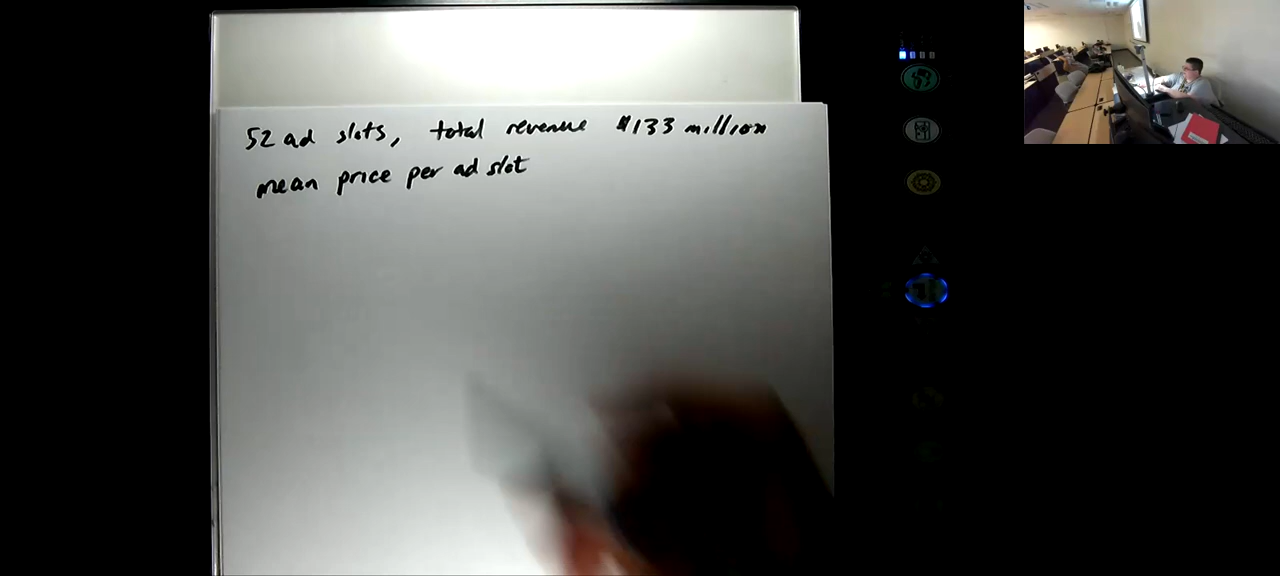 52 ad slots, total revenue $133 million
mean price per ad slot